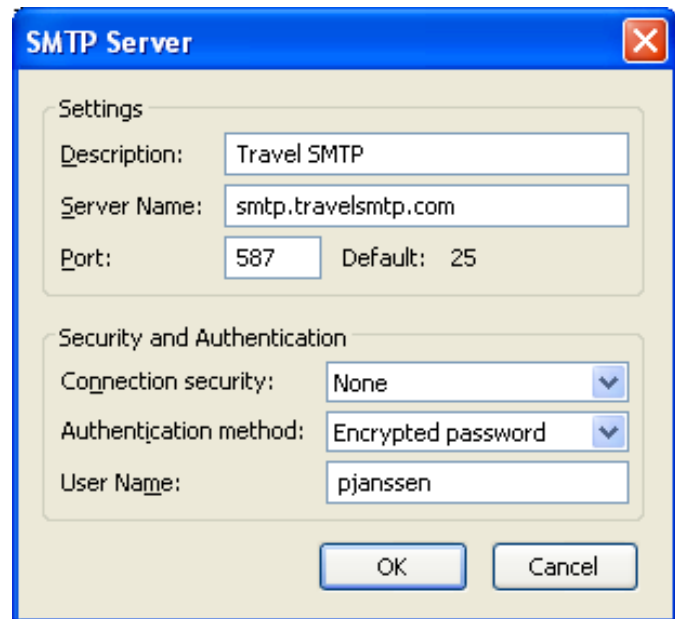 SMTP Server
Settings
Description: Travel SMTP
Server Name: smtp.travelsmtp.com
Port: 587 Default: 25
Security and Authentication
Connection security: None
Authentication method: Encrypted password
User Name: pjanssen
OK Cancel